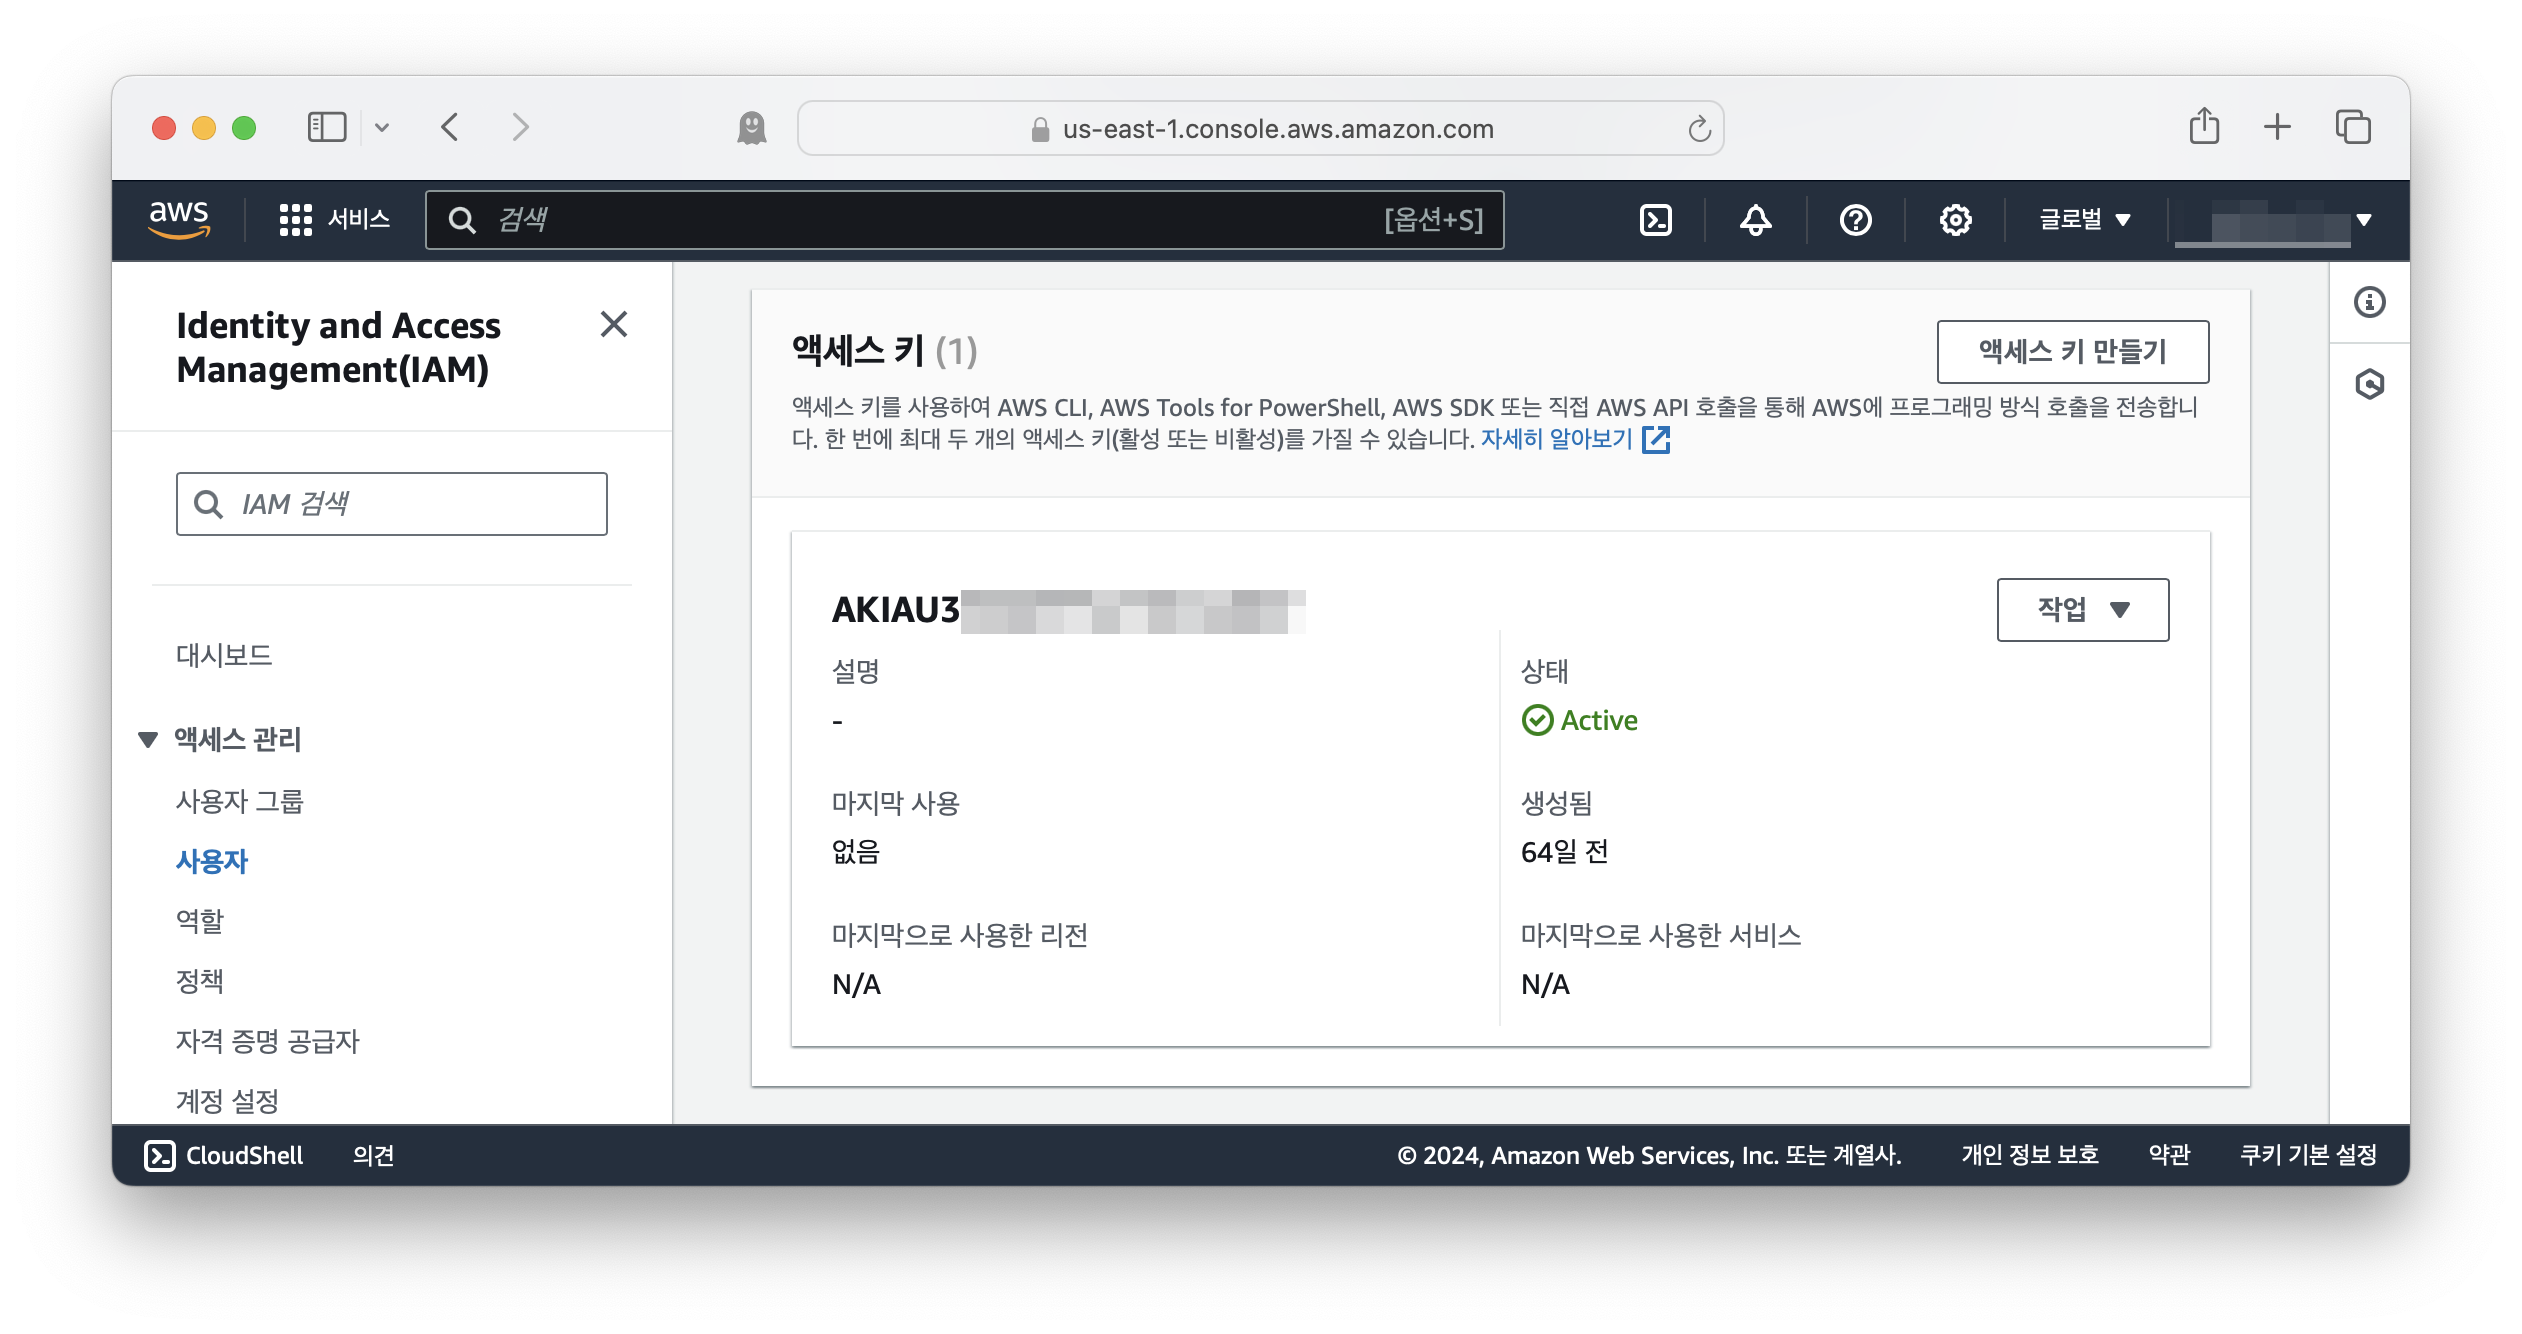 us-east-1.console.aws.amazon.com
aws
서비스
검색
[옵션+S]
글로벌
Identity and Access
Management(IAM)
IAM 검색
대시보드
액세스 관리
사용자 그룹
사용자
역할
정책
자격 증명 공급자
계정 설정
액세스 키 (1)
액세스 키 만들기
액세스 키를 사용하여 AWS CLI, AWS Tools for PowerShell, AWS SDK 또는 직접 AWS API 호출을 통해 AWS에 프로그래밍 방식 호출을 전송합니
다. 한 번에 최대 두 개의 액세스 키(활성 또는 비활성)를 가질 수 있습니다. 자세히 알아보기
AKIAU3
작업
설명
-
상태
Active
마지막 사용
없음
생성됨
64일 전
마지막으로 사용한 리전
N/A
마지막으로 사용한 서비스
N/A
CloudShell
의견
© 2024, Amazon Web Services, Inc. 또는 계열사.
개인 정보 보호
약관
쿠키 기본 설정